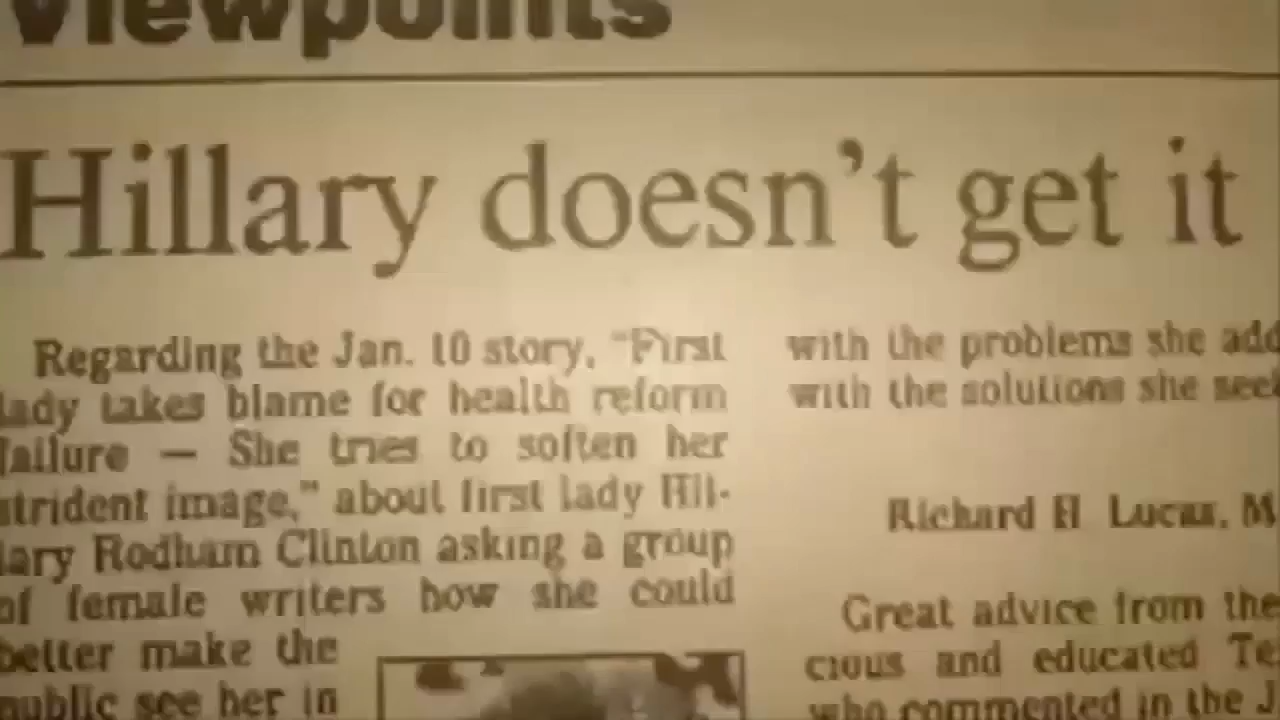 Viewpoints
Hillary doesn't get it
Regarding the Jan. 10 story, "First
lady takes blame for health reform
failure — She tries to soften her
strident image," about first lady Hil-
lary Rodham Clinton asking a group
of female writers how she could
better make the
public see her in
with the problems she add
with the solutions she seek
Richard H Lucas, M
Great advice from the
cious and educated Te
who commented in the J